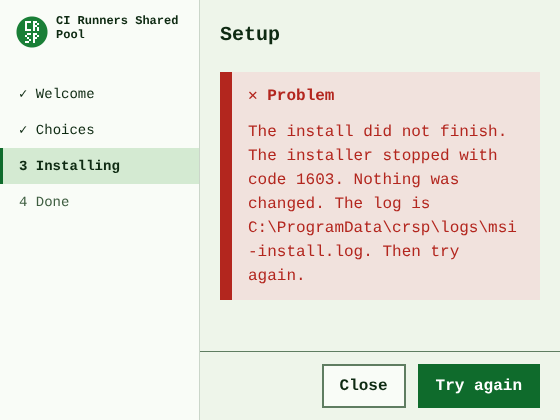 CR
SP
CI Runners Shared
Pool
✓ Welcome
✓ Choices
3 Installing
4 Done
Setup
✕ Problem
The install did not finish.
The installer stopped with
code 1603. Nothing was
changed. The log is
C:\ProgramData\crsp\logs\msi
-install.log. Then try
again.
Close
Try again